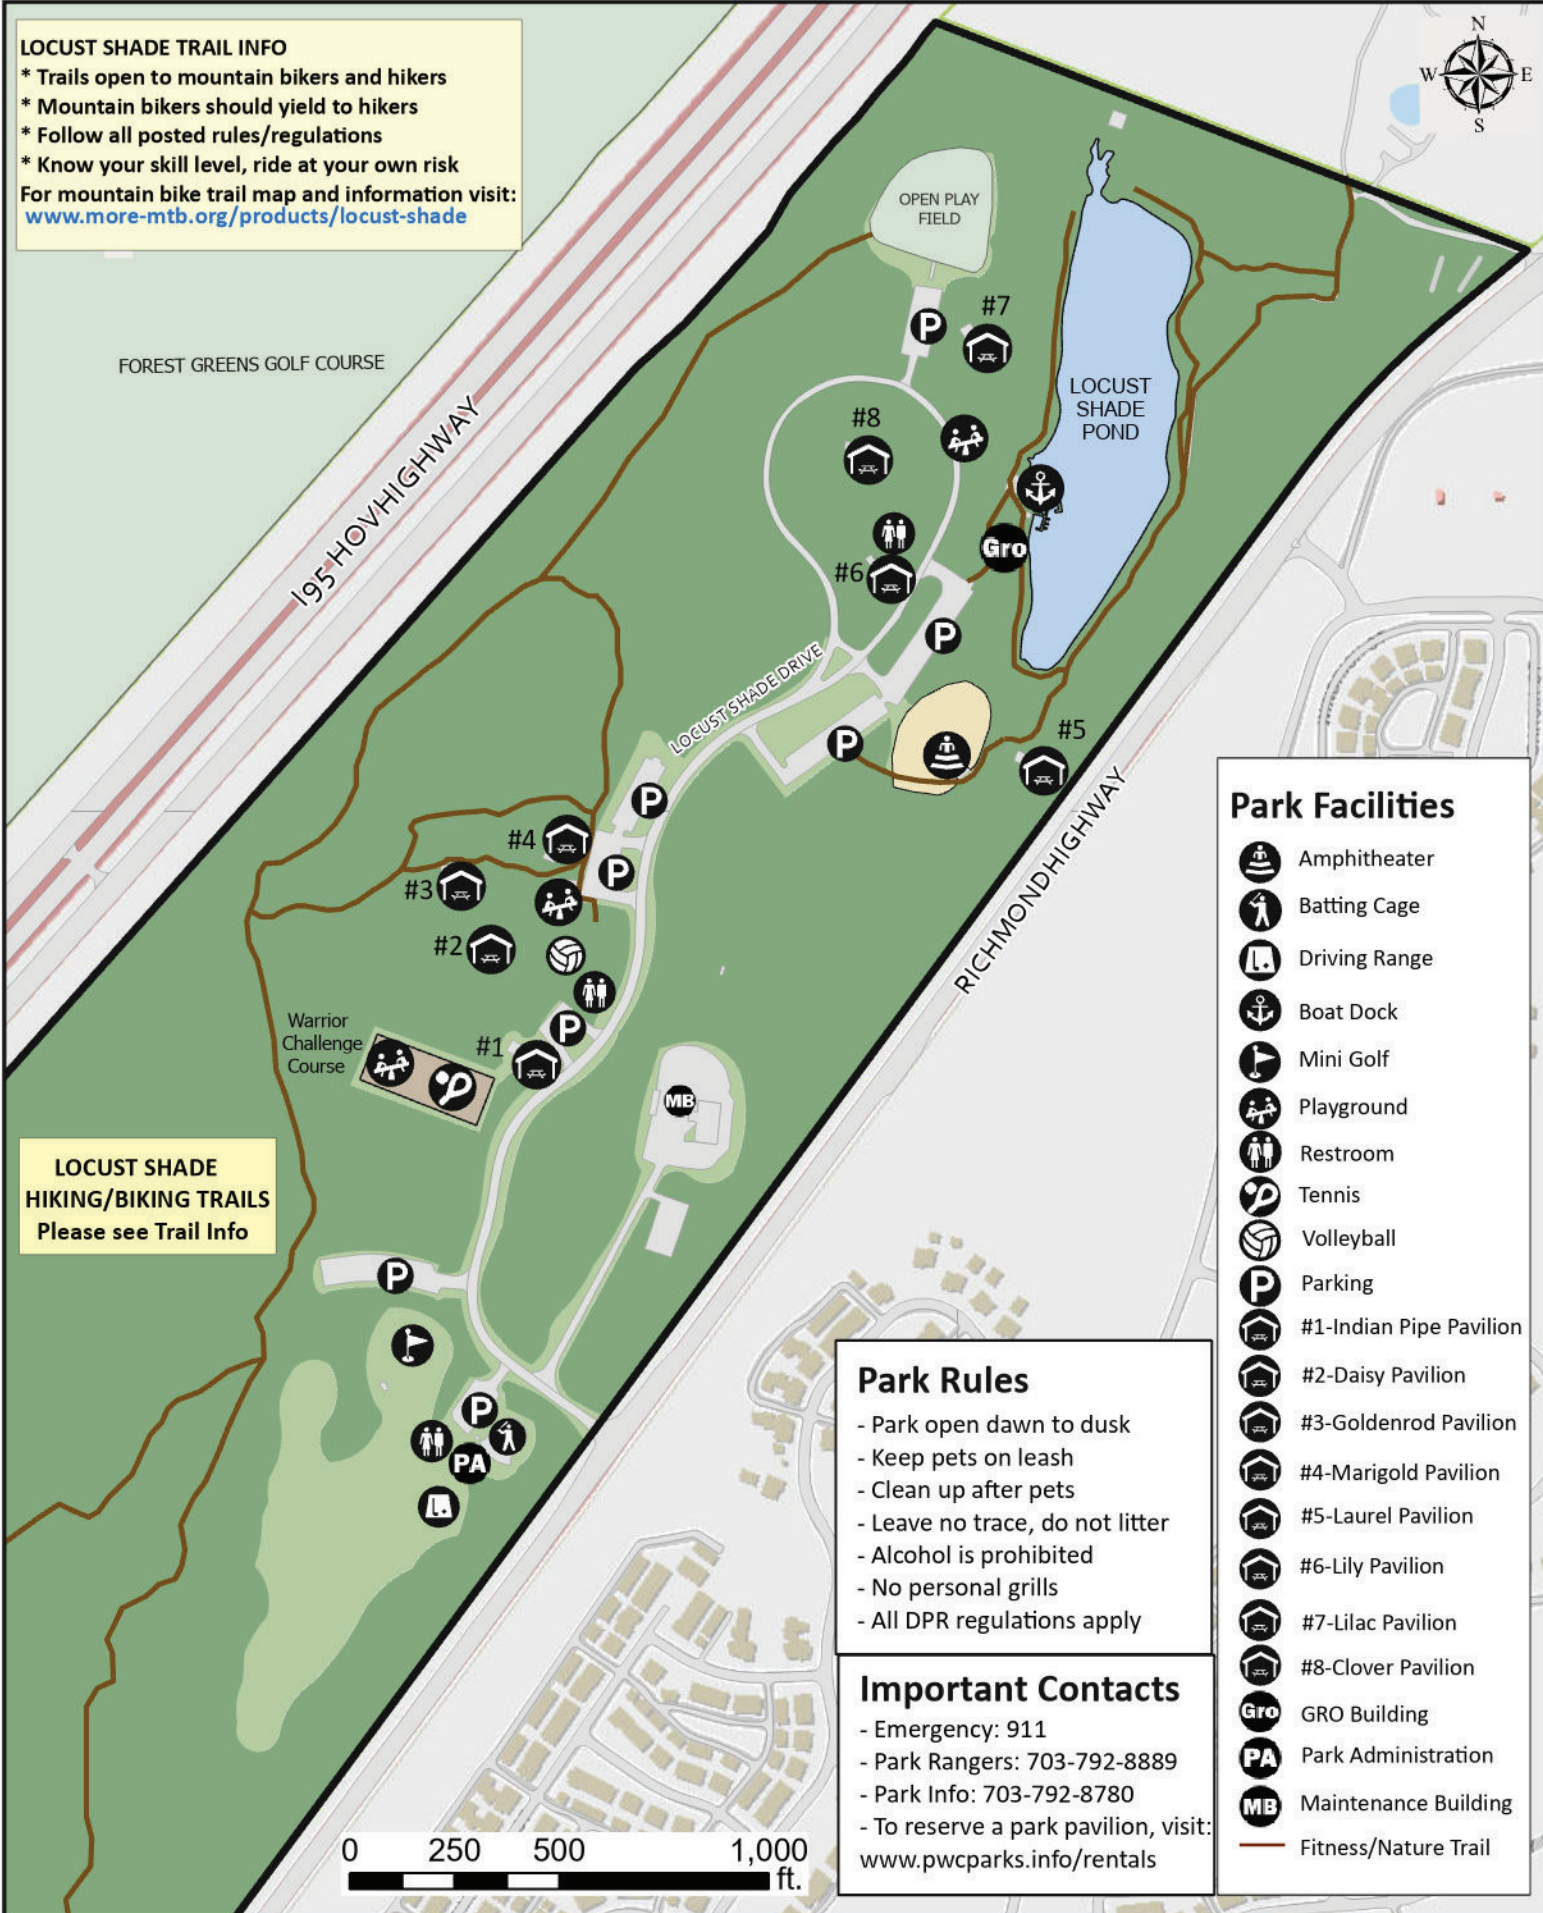 LOCUST SHADE TRAIL INFO
* Trails open to mountain bikers and hikers
* Mountain bikers should yield to hikers
* Follow all posted rules/regulations
* Know your skill level, ride at your own risk
For mountain bike trail map and information visit:
www.more-mtb.org/products/locust-shade
N
W
E
S
OPEN PLAY
FIELD
FOREST GREENS GOLF COURSE
I95 HOVHIGHWAY
P
#7
LOCUST
SHADE
POND
#8
Gro
#6
P
LOCUST SHADE DRIVE
P
#5
P
#4
P
#3
#2
RICHMONDHIGHWAY
P
#1
Warrior
Challenge
Course
MB
LOCUST SHADE
HIKING/BIKING TRAILS
Please see Trail Info
P
P
PA
Park Facilities
Amphitheater
Batting Cage
Driving Range
Boat Dock
Mini Golf
Playground
Restroom
Tennis
Volleyball
P Parking
#1-Indian Pipe Pavilion
#2-Daisy Pavilion
#3-Goldenrod Pavilion
#4-Marigold Pavilion
#5-Laurel Pavilion
#6-Lily Pavilion
#7-Lilac Pavilion
#8-Clover Pavilion
Gro GRO Building
PA Park Administration
MB Maintenance Building
Fitness/Nature Trail
Park Rules
- Park open dawn to dusk
- Keep pets on leash
- Clean up after pets
- Leave no trace, do not litter
- Alcohol is prohibited
- No personal grills
- All DPR regulations apply
Important Contacts
- Emergency: 911
- Park Rangers: 703-792-8889
- Park Info: 703-792-8780
- To reserve a park pavilion, visit:
www.pwcparks.info/rentals
0 250 500 1,000
ft.